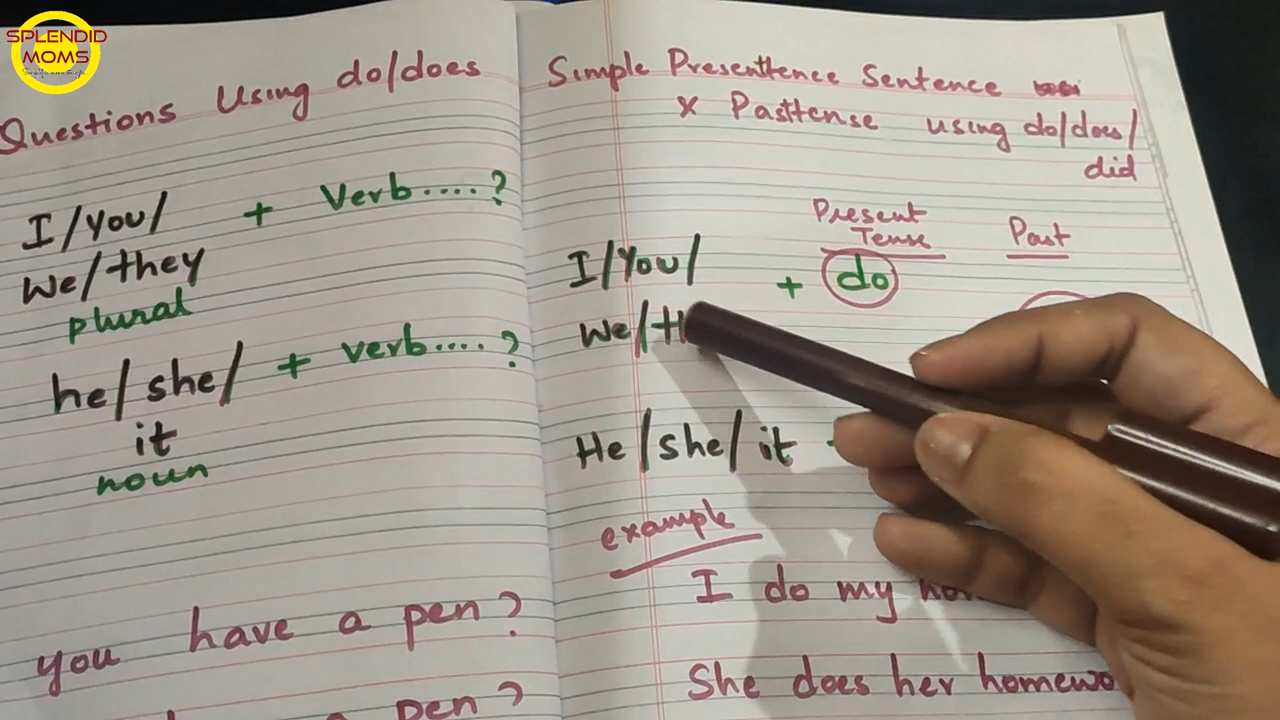 SPLENDID
MOMS
Questions Using do/does
I/you/ + Verb....?
We/they
plural
he/she/ + verb....?
it
noun
you have a pen?
a pen?
Simple Presenttence Sentence
& Pasttense using do/does/
did
Present
Tense
Past
I/You/ + do
We/th
He/she/it
example
I do my
She does her homewo